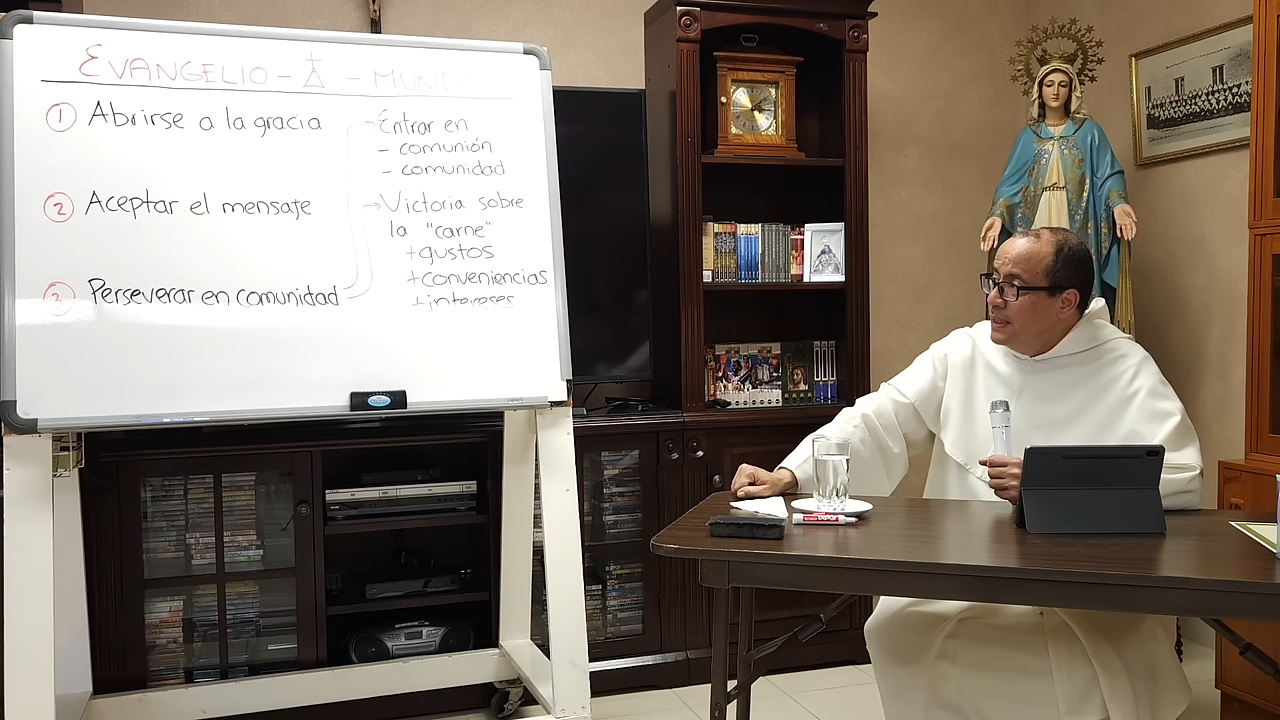 EVANGELIO - - MUN
1 Abrirse a la gracia
2 Aceptar el mensaje
3 Perseverar en comunidad
→ Entrar en
- comunión
- comunidad
→ Victoria sobre
la "carne"
+ gustos
+ conveniencias
+ intereses